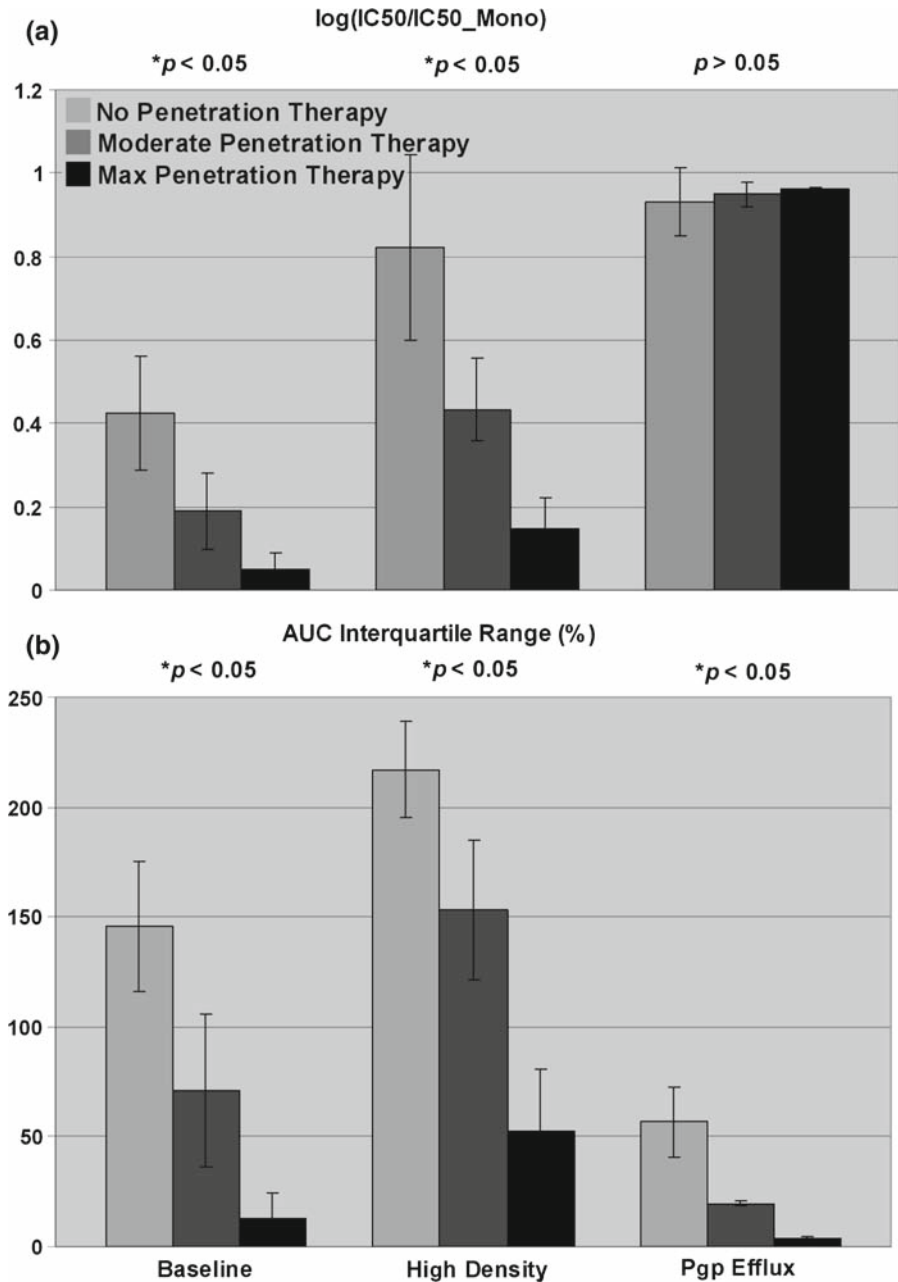 (a)
log(IC50/IC50_Mono)
*p < 0.05 *p < 0.05 p > 0.05
1.2
1
0.8
0.6
0.4
0.2
0
No Penetration Therapy
Moderate Penetration Therapy
Max Penetration Therapy
(b)
AUC Interquartile Range (%)
*p < 0.05 *p < 0.05 *p < 0.05
250
200
150
100
50
0
Baseline High Density Pgp Efflux